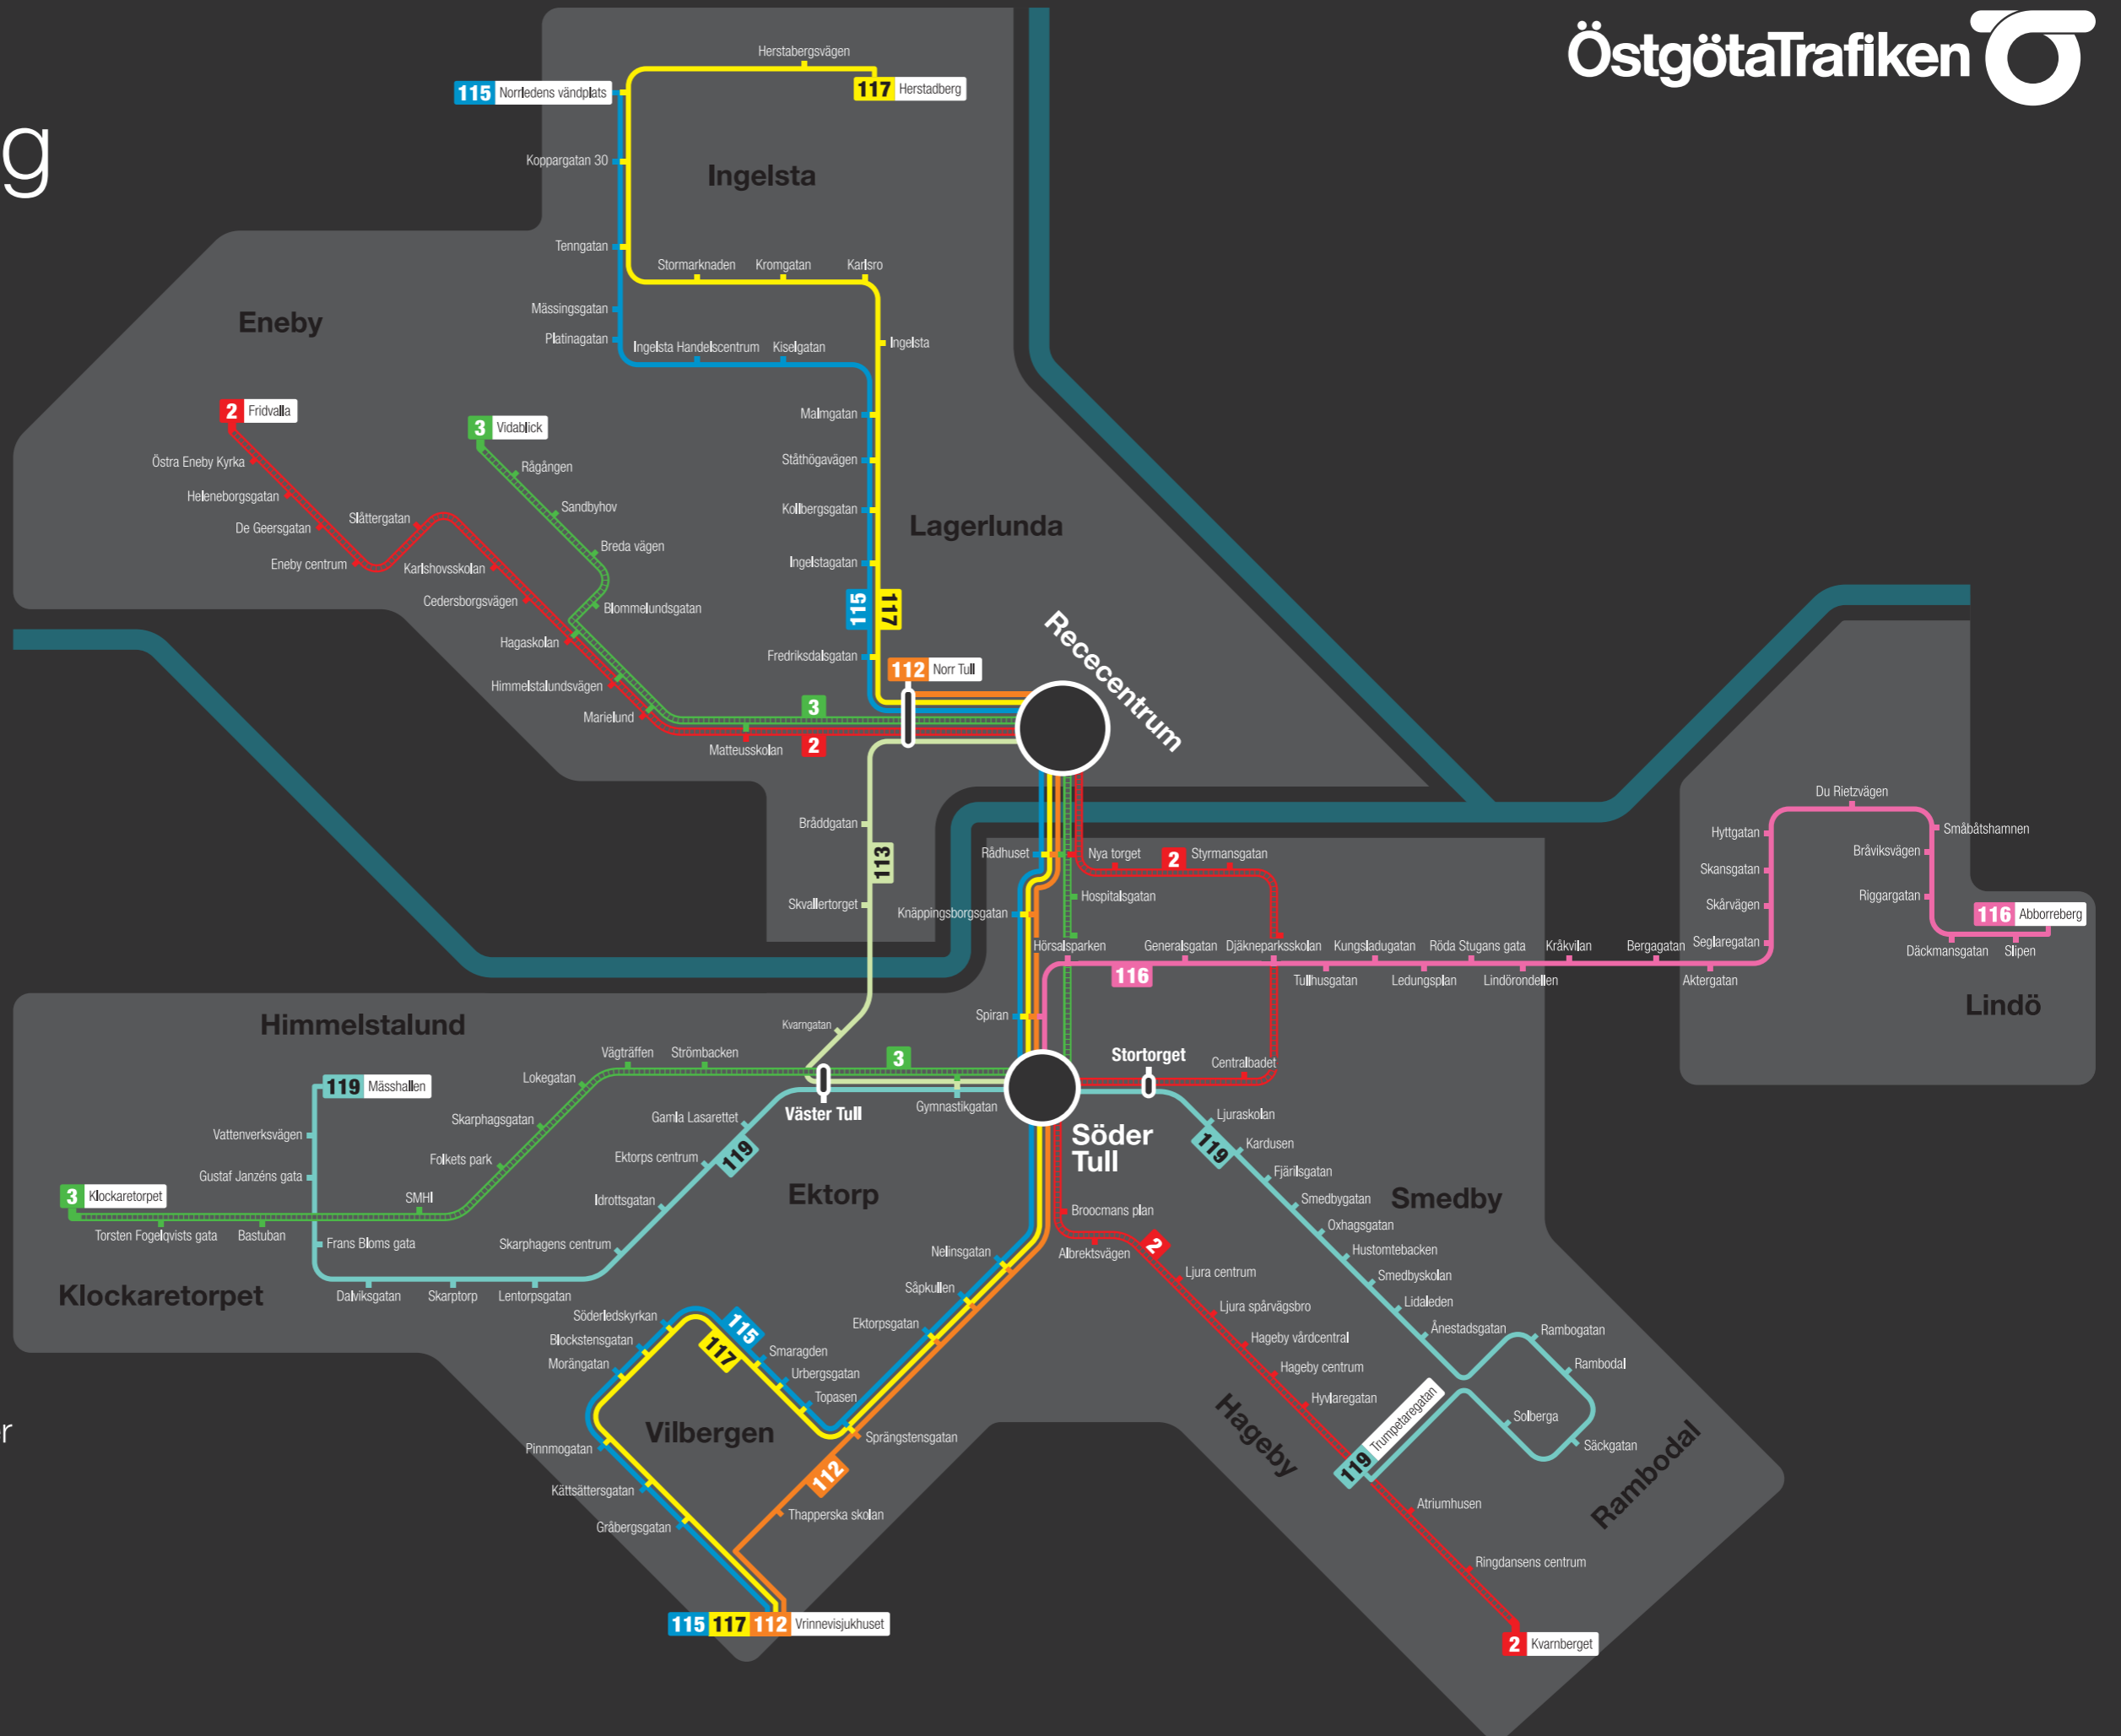 ÖstgötaTrafiken
g
er
Herstabergsvägen
115 Norrledens vändplats
117 Herstadberg
Koppargatan 30
Ingelsta
Tenngatan
Stormarknaden
Kromgatan
Karlsro
Mässingsgatan
Eneby
Platinagatan
Ingelsta Handelscentrum
Kiselgatan
Ingelsta
2 Fridvalla
3 Vidablick
Malmgatan
Östra Eneby Kyrka
Rågången
Ståthögavägen
Heleneborgsgatan
Sandbyhov
Kollbergsgatan
De Geersgatan
Slåttergatan
Lagerlunda
Breda vägen
Eneby centrum
Karlshovsskolan
Ingelstagatan
Cedersborgsvägen
Blommelundsgatan
115
117
Hagaskolan
Fredriksdalsgatan
112 Norr Tull
Rececentrum
Himmelstalundsvägen
Marielund
3
Matteusskolan
2
Bråddgatan
113
Skvallertorget
Kvarngatan
Rådhuset
Nya torget
2
Styrmansgatan
Hospitalsgatan
Knäppingsborgsgatan
Hörsalsparken
Generalsgatan
Djäkneparksskolan
Kungsladugatan
Röda Stugans gata
Kråkvilan
Bergagatan
116
Tullhusgatan
Ledungsplan
Lindörondellen
Aktergatan
Du Rietzvägen
Hyttgatan
Småbåtshamnen
Bråviksvägen
Skansgatan
Riggargatan
Skårvägen
116 Abborreberg
Seglaregatan
Däckmansgatan
Slipen
Lindö
Spiran
Himmelstalund
Vägträffen
Strömbacken
3
Stortorget
Centralbadet
Lokegatan
119 Mässhallen
Väster Tull
Gymnastikgatan
Gamla Lasarettet
Skarphagsgatan
Vattenverksvägen
Söder
Tull
Ektorps centrum
119
Folkets park
Gustaf Janzéns gata
3 Klockaretorpet
SMHI
Idrottsgatan
Ektorp
Torsten Fogelqvists gata
Bastuban
Frans Bloms gata
Skarphagens centrum
Klockaretorpet
Dalviksgatan
Skarptorp
Lentorpsgatan
Ljuraskolan
119
Kardusen
Fjärilsgatan
Smedbygatan
Smedby
Oxhagsgatan
Hustomtebacken
Smedbyskolan
Lidaleden
Ånestadsgatan
Rambogatan
Rambodal
Solberga
Säckgatan
119 Trumpetaregatan
Rambodal
Broocmans plan
Albrektsvägen
2
Ljura centrum
Ljura spårvägsbro
Hageby vårdcentral
Hageby centrum
Hyvlaregatan
Hageby
Atriumhusen
Ringdansens centrum
2 Kvarnberget
Nelinsgatan
Såpkullen
Ektorpsgatan
Söderledskyrkan
Blockstensgatan
Morängatan
115
117
Smaragden
Urbergsgatan
Topasen
Sprängstensgatan
Vilbergen
Pinnmogatan
112
Kättsättersgatan
Thapperska skolan
Gråbergsgatan
115 117 112 Vrinnevisjukhuset